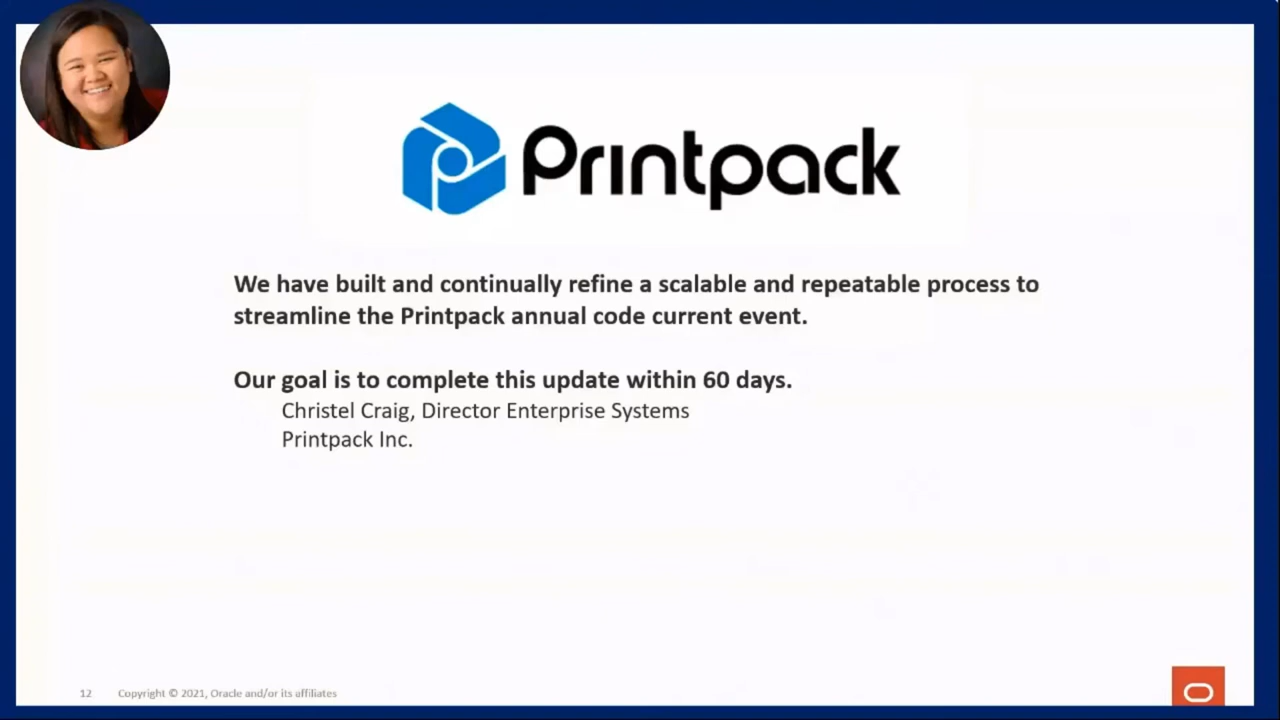 Printpack
We have built and continually refine a scalable and repeatable process to
streamline the Printpack annual code current event.
Our goal is to complete this update within 60 days.
Christel Craig, Director Enterprise Systems
Printpack Inc.
12 Copyright © 2021, Oracle and/or its affiliates